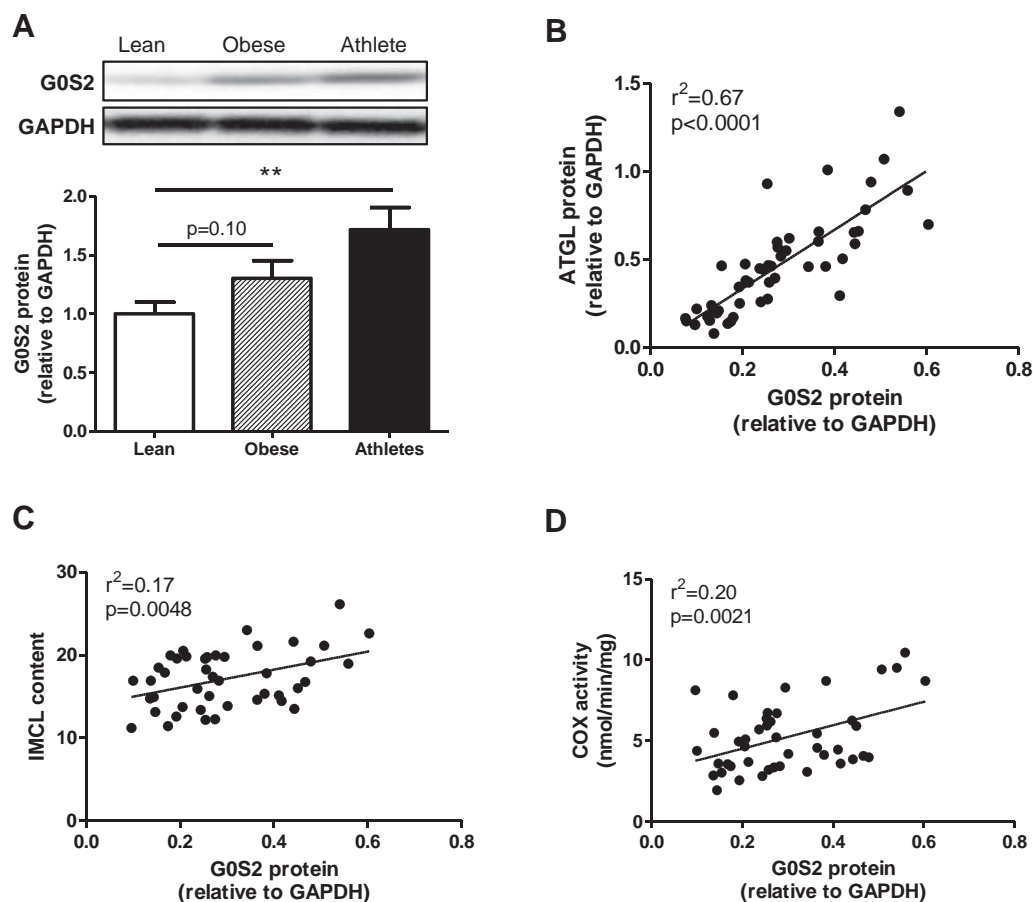 A
Lean Obese Athlete
G0S2
GAPDH
**
p=0.10
G0S2 protein
(relative to GAPDH)
2.0
1.5
1.0
0.5
0.0
Lean Obese Athletes
B
r²=0.67
p<0.0001
ATGL protein
(relative to GAPDH)
1.5
1.0
0.5
0.0
0.0 0.2 0.4 0.6 0.8
G0S2 protein
(relative to GAPDH)
C
r²=0.17
p=0.0048
IMCL content
30
20
10
0
0.0 0.2 0.4 0.6 0.8
G0S2 protein
(relative to GAPDH)
D
r²=0.20
p=0.0021
COX activity
(nmol/min/mg)
15
10
5
0
0.0 0.2 0.4 0.6 0.8
G0S2 protein
(relative to GAPDH)